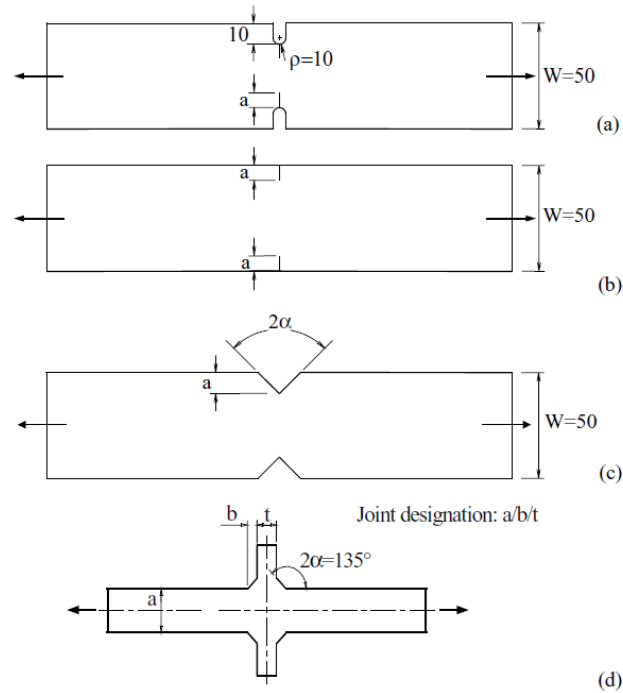 10
ρ=10
a
W=50
(a)
a
a
W=50
(b)
2α
a
W=50
(c)
Joint designation: a/b/t
b
t
2α=135°
a
(d)